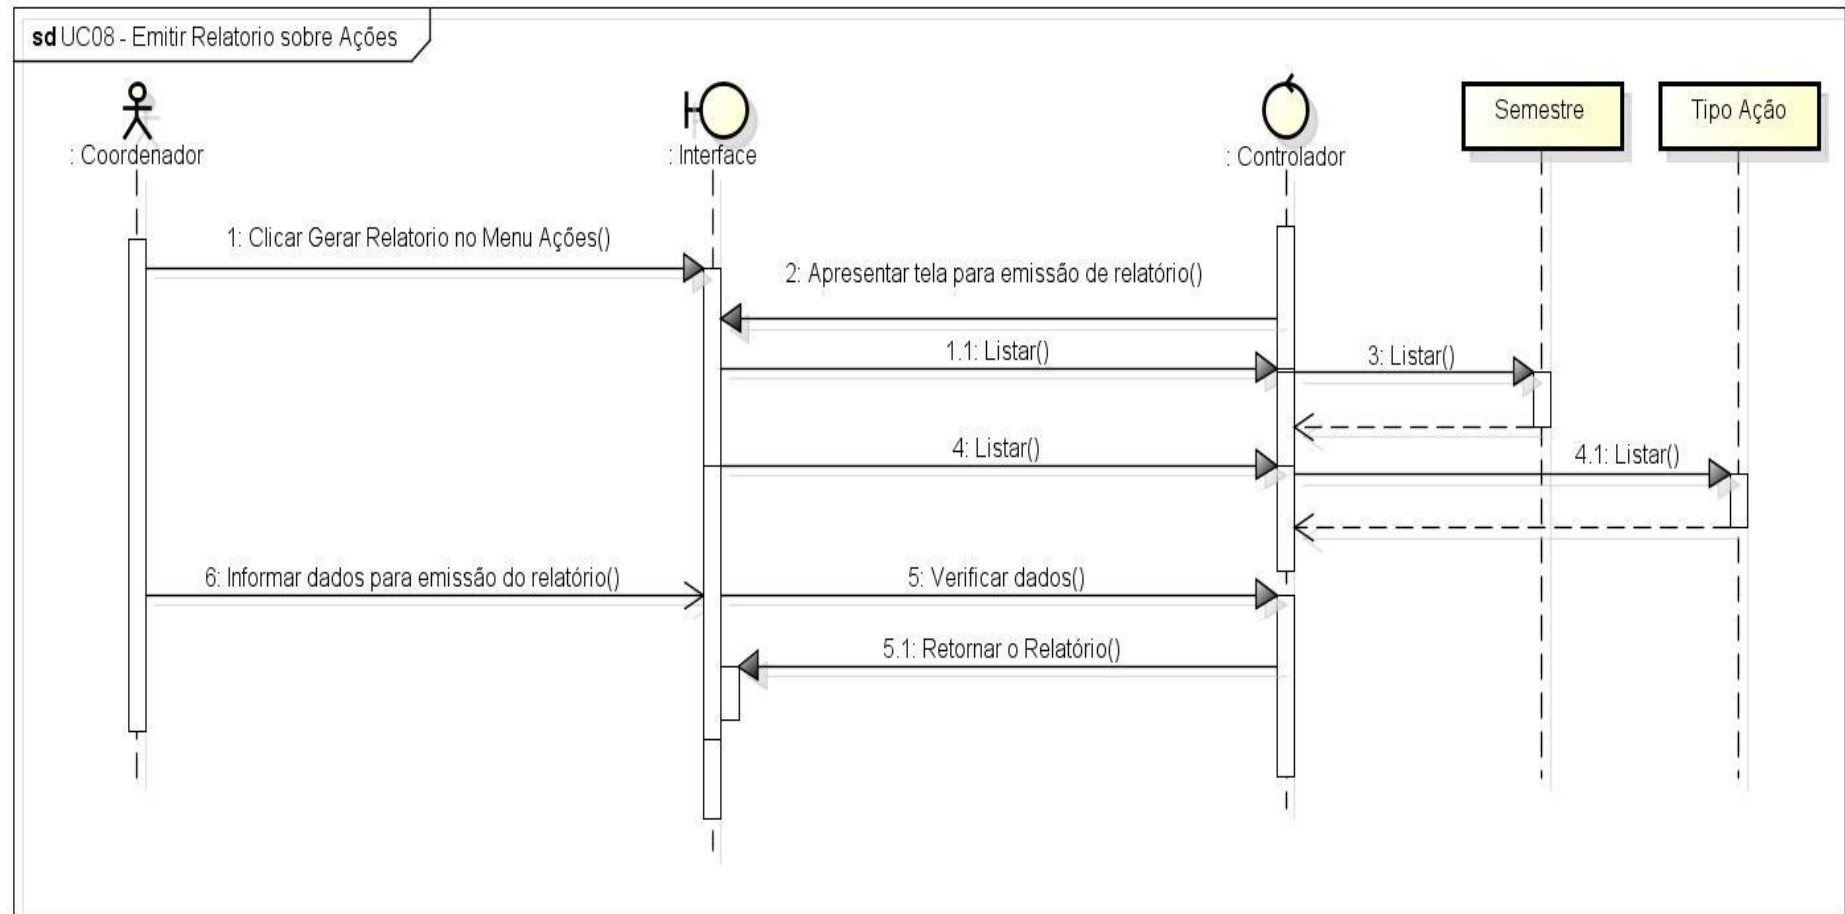 sd UC08 - Emitir Relatorio sobre Ações
: Coordenador
: Interface
: Controlador
Semestre
Tipo Ação
1: Clicar Gerar Relatorio no Menu Ações()
2: Apresentar tela para emissão de relatório()
1.1: Listar()
3: Listar()
4: Listar()
4.1: Listar()
6: Informar dados para emissão do relatório()
5: Verificar dados()
5.1: Retornar o Relatório()